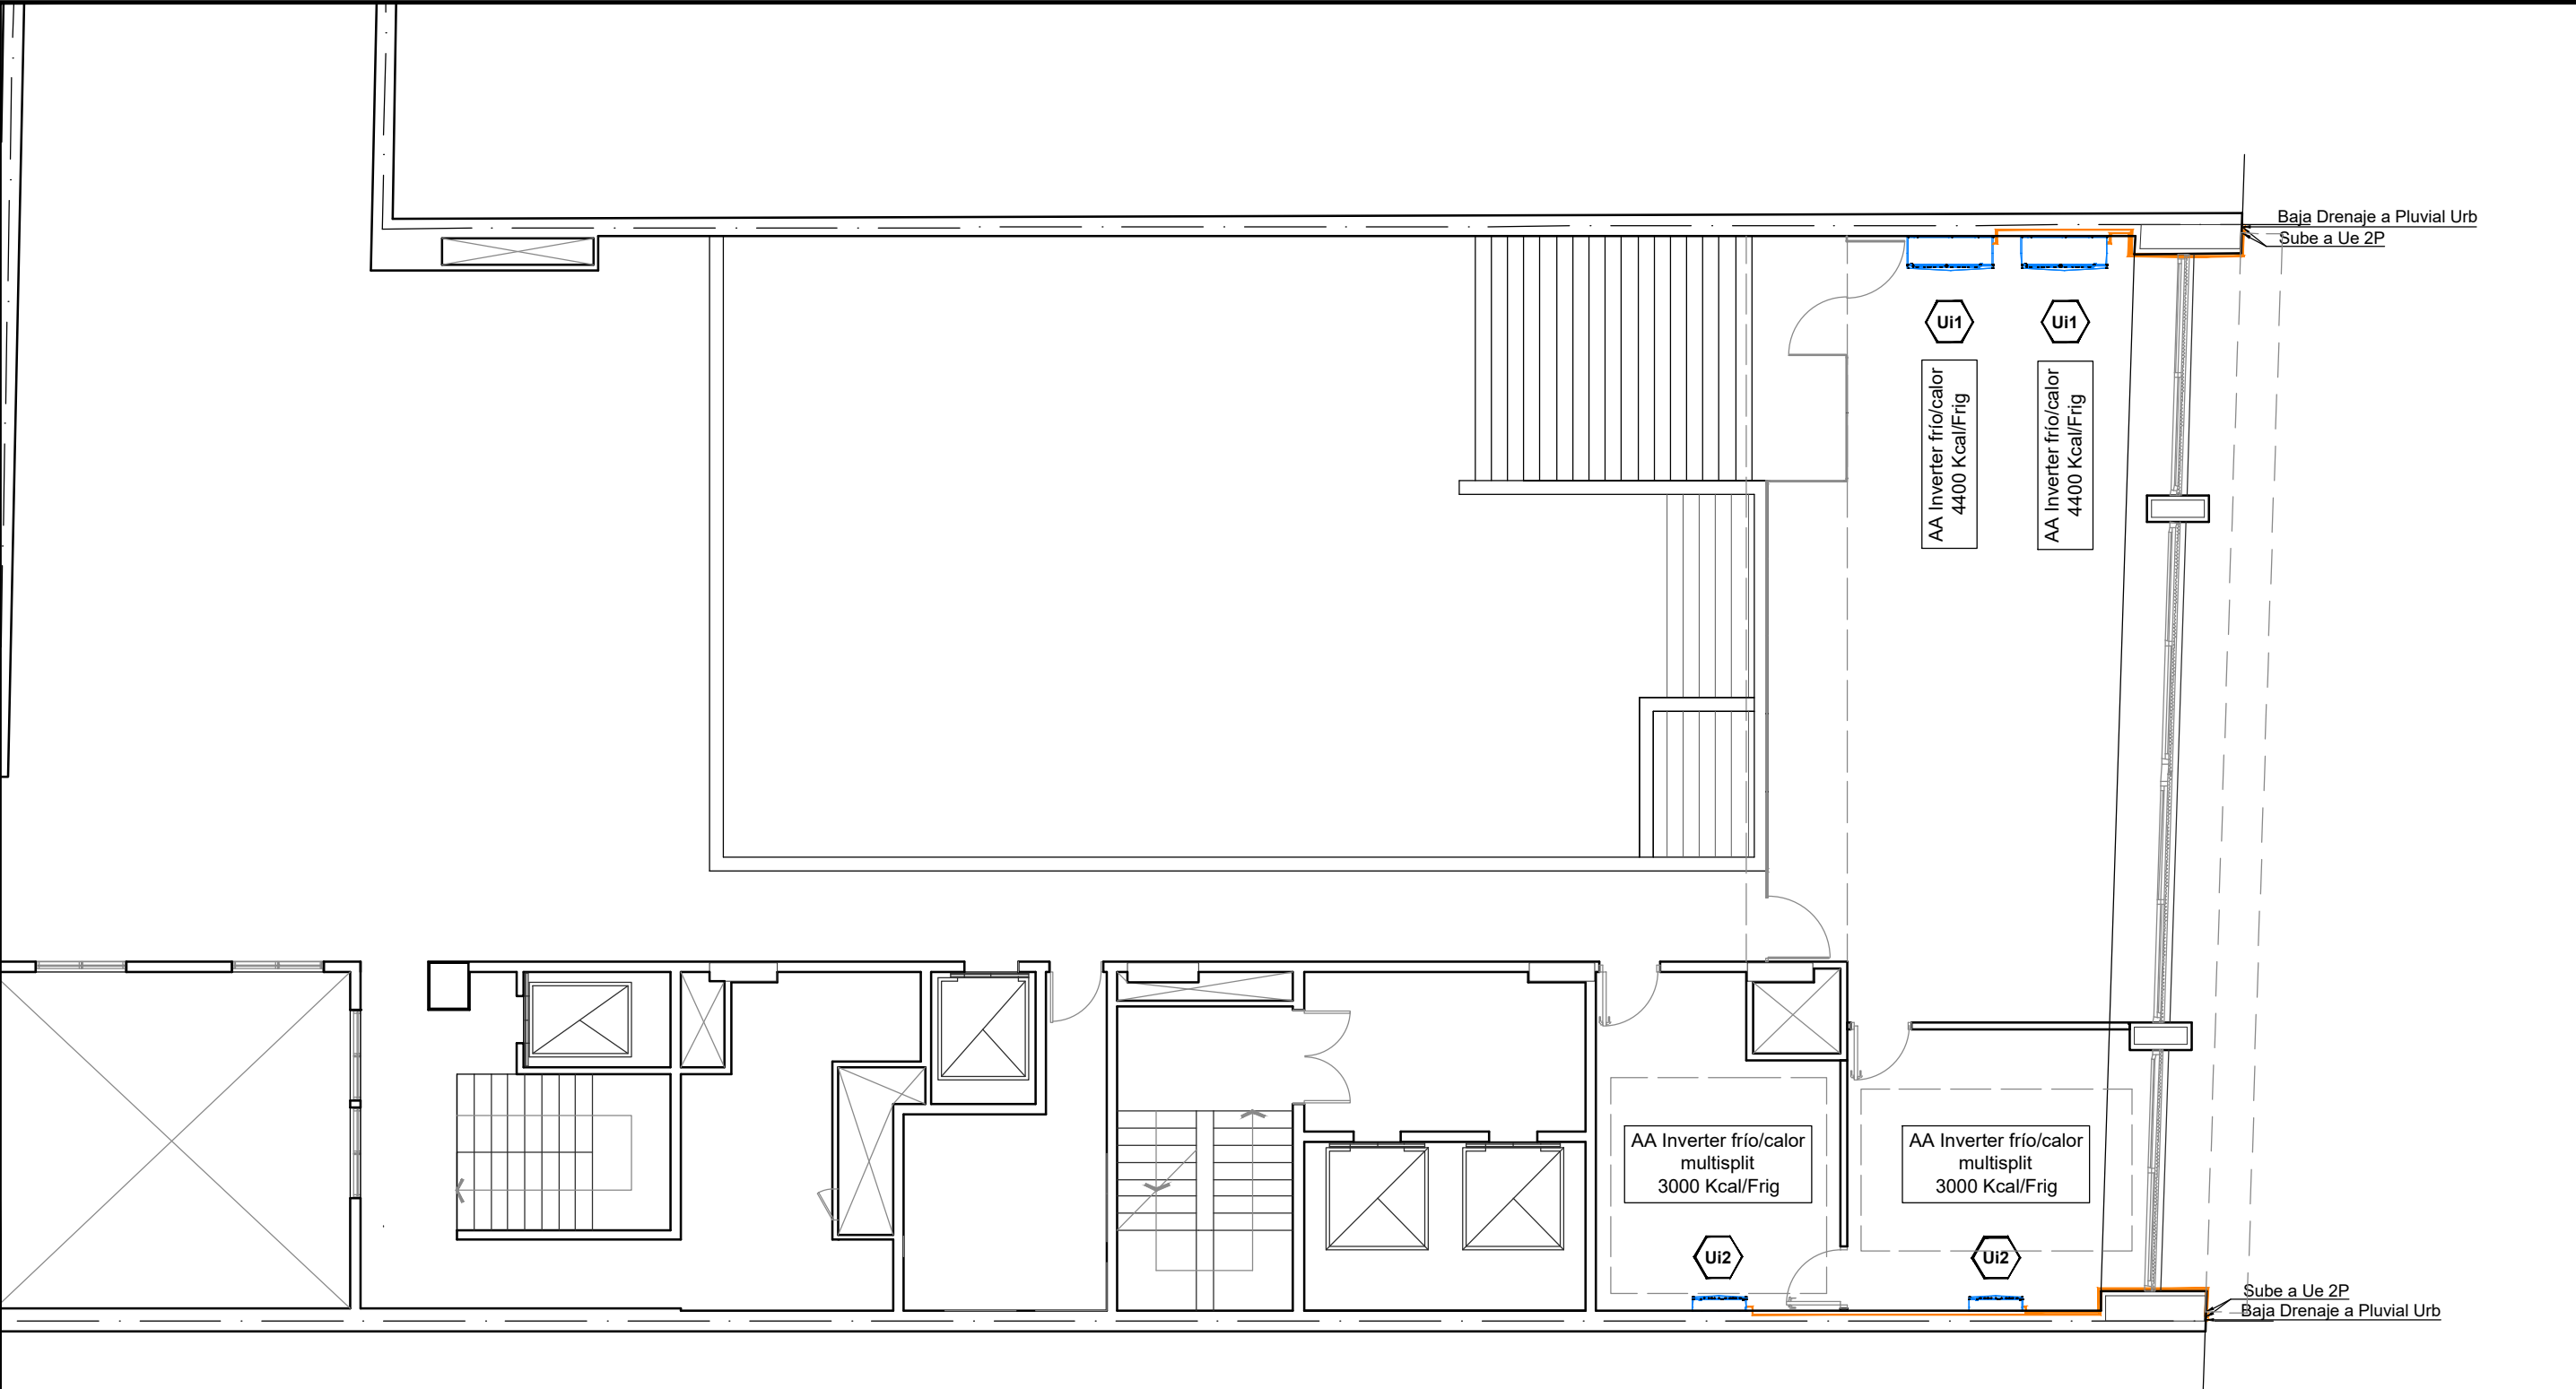 Baja Drenaje a Pluvial Urb
Sube a Ue 2P
Ui1
Ui1
AA Inverter frío/calor
4400 Kcal/Frig
AA Inverter frío/calor
4400 Kcal/Frig
AA Inverter frío/calor
multisplit
3000 Kcal/Frig
AA Inverter frío/calor
multisplit
3000 Kcal/Frig
Ui2
Ui2
Sube a Ue 2P
Baja Drenaje a Pluvial Urb